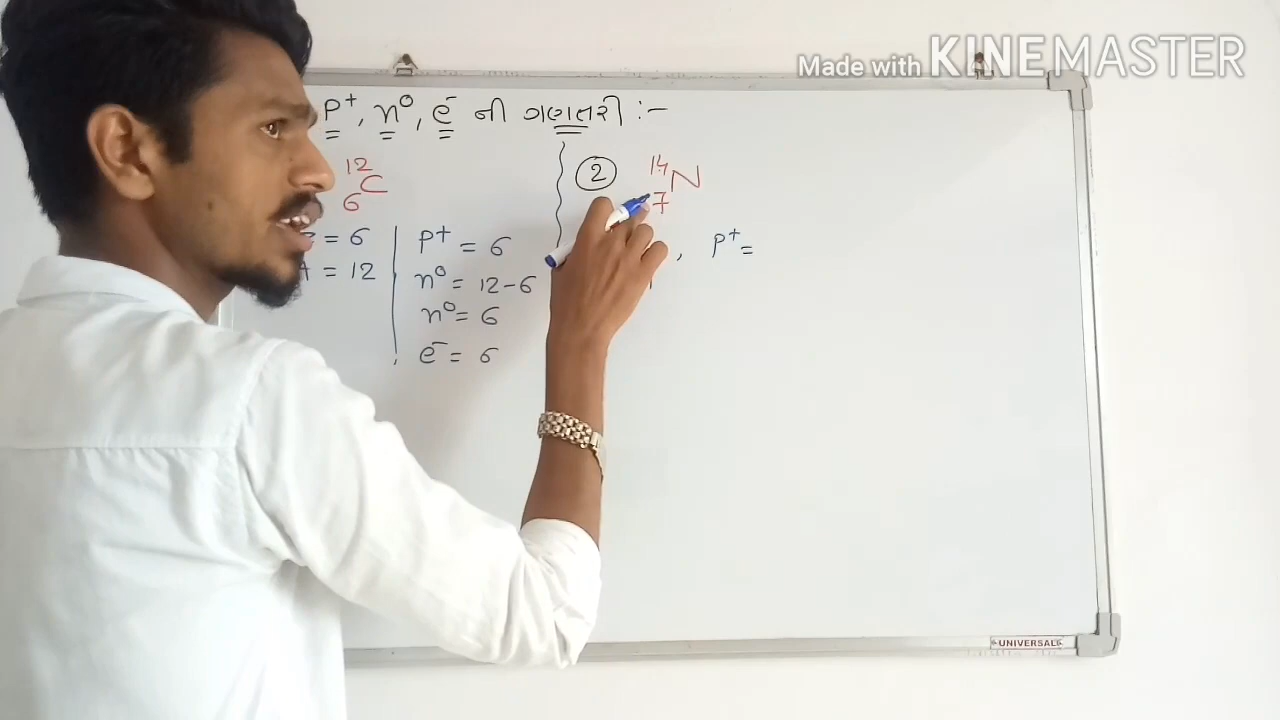 Made with KINEMASTER
P⁺, n⁰, e⁻ ની ગણતરી :-
¹²₆C
= 6
A = 12
P⁺ = 6
n⁰ = 12-6
n⁰ = 6
e⁻ = 6
② ¹⁴₇N
, P⁺ =
UNIVERSAL